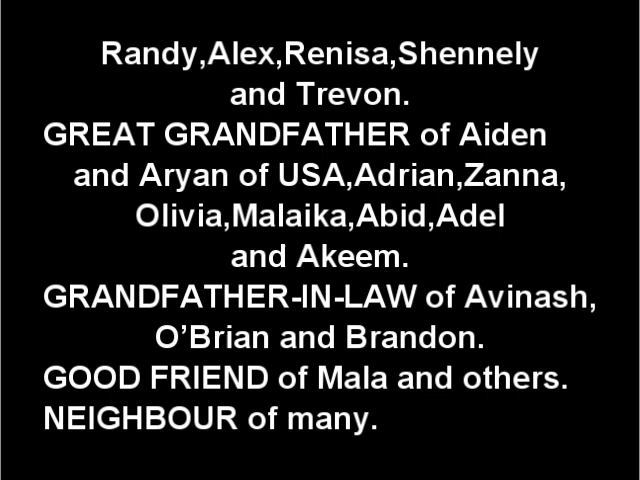 Randy,Alex,Renisa,Shennely
and Trevon.
GREAT GRANDFATHER of Aiden
and Aryan of USA,Adrian,Zanna,
Olivia,Malaika,Abid,Adel
and Akeem.
GRANDFATHER-IN-LAW of Avinash,
O’Brian and Brandon.
GOOD FRIEND of Mala and others.
NEIGHBOUR of many.